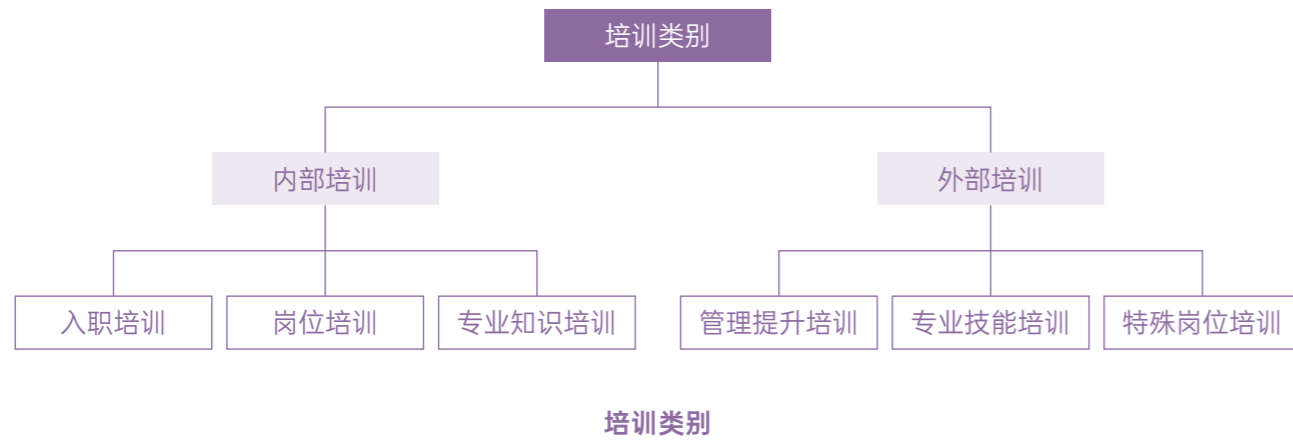 培训类别
内部培训
外部培训
入职培训
岗位培训
专业知识培训
管理提升培训
专业技能培训
特殊岗位培训
培训类别